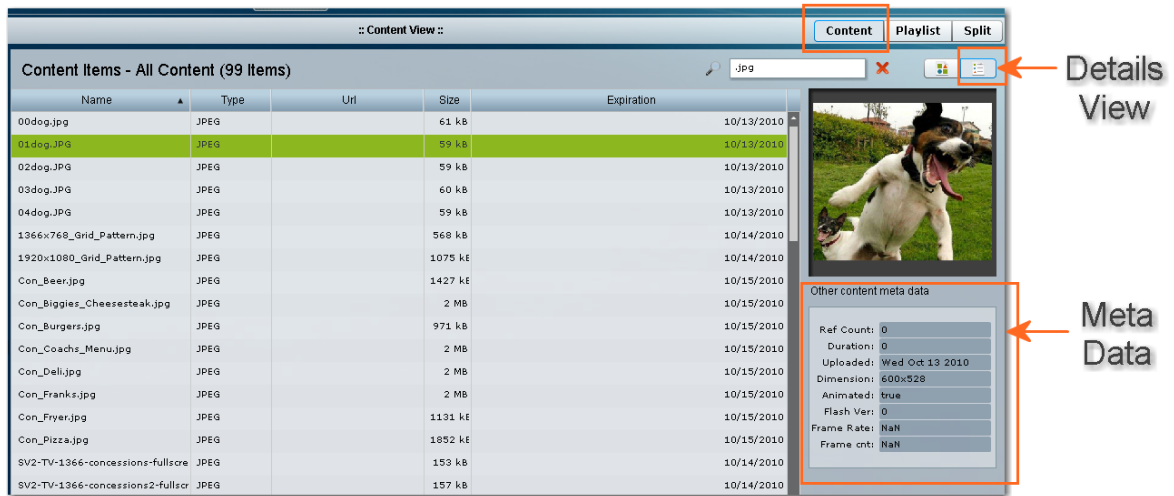 :: Content View ::
Content Playlist Split
Content Items - All Content (99 Items)
.jpg
Details View
Name Type Url Size Expiration
00dog.jpg JPEG 61 kB 10/13/2010
01dog.JPG JPEG 59 kB 10/13/2010
02dog.JPG JPEG 59 kB 10/13/2010
03dog.JPG JPEG 60 kB 10/13/2010
04dog.JPG JPEG 59 kB 10/13/2010
1366x768_Grid_Pattern.jpg JPEG 568 kB 10/14/2010
1920x1080_Grid_Pattern.jpg JPEG 1075 kE 10/14/2010
Con_Beer.jpg JPEG 1427 kE 10/15/2010
Con_Biggies_Cheesesteak.jpg JPEG 2 MB 10/15/2010
Con_Burgers.jpg JPEG 971 kB 10/15/2010
Con_Coachs_Menu.jpg JPEG 2 MB 10/15/2010
Con_Deli.jpg JPEG 2 MB 10/15/2010
Con_Franks.jpg JPEG 2 MB 10/15/2010
Con_Fryer.jpg JPEG 1131 kE 10/15/2010
Con_Pizza.jpg JPEG 1852 kE 10/15/2010
SV2-TV-1366-concessions-fullscre JPEG 153 kB 10/14/2010
SV2-TV-1366-concessions2-fullscr JPEG 157 kB 10/14/2010
Other content meta data
Ref Count: 0
Duration: 0
Uploaded: Wed Oct 13 2010
Dimension: 600x528
Animated: true
Flash Ver: 0
Frame Rate: NaN
Frame cnt: NaN
Meta Data